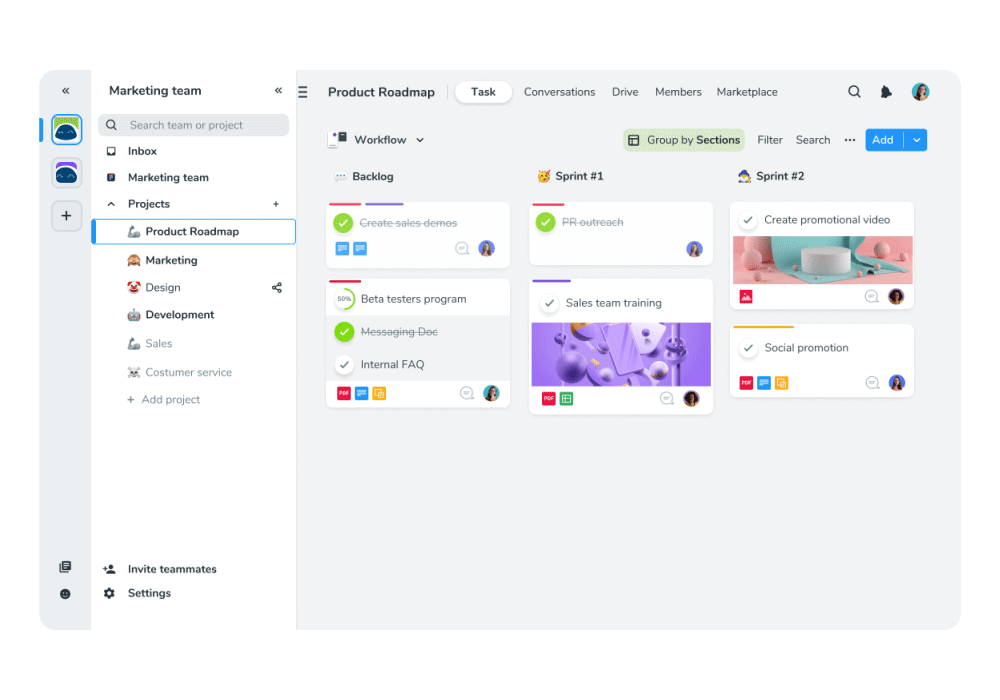 Marketing team
Search team or project
Inbox
Marketing team
Projects
Product Roadmap
Marketing
Design
Development
Sales
Costumer service
Add project
Invite teammates
Settings
Product Roadmap
Task
Conversations
Drive
Members
Marketplace
Workflow
Group by Sections
Filter
Search
Add
Backlog
Create sales demos
50%
Beta testers program
Messaging Doc
Internal FAQ
PDF
Sprint #1
PR outreach
Sales team training
PDF
Sprint #2
Create promotional video
Social promotion
PDF